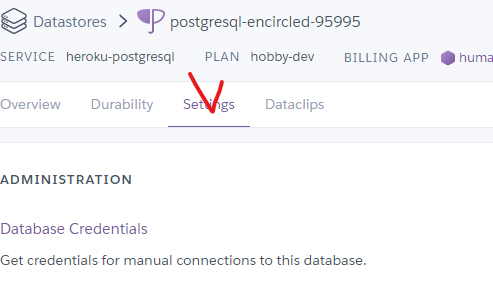 Datastores > postgresql-encircled-95995
SERVICE heroku-postgresql PLAN hobby-dev BILLING APP huma
Overview Durability Settings Dataclips
ADMINISTRATION
Database Credentials
Get credentials for manual connections to this database.